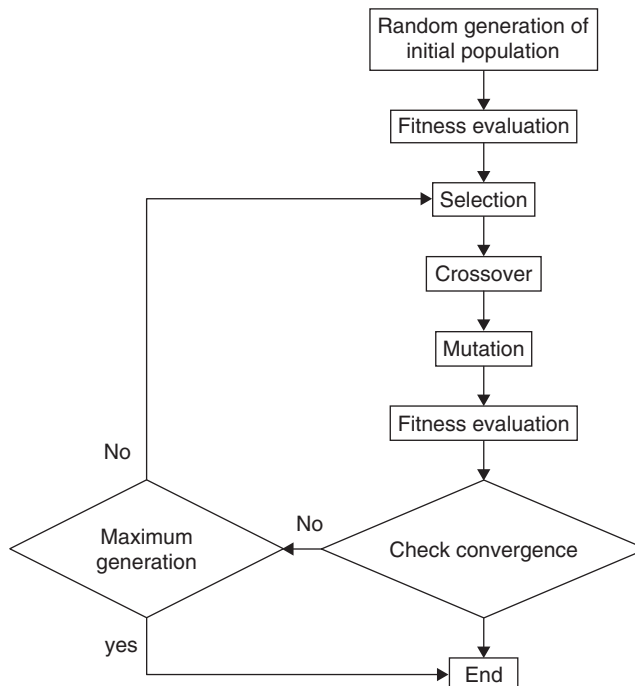 Random generation of
initial population
Fitness evaluation
Selection
Crossover
Mutation
Fitness evaluation
No
Maximum
generation
No
Check convergence
yes
End